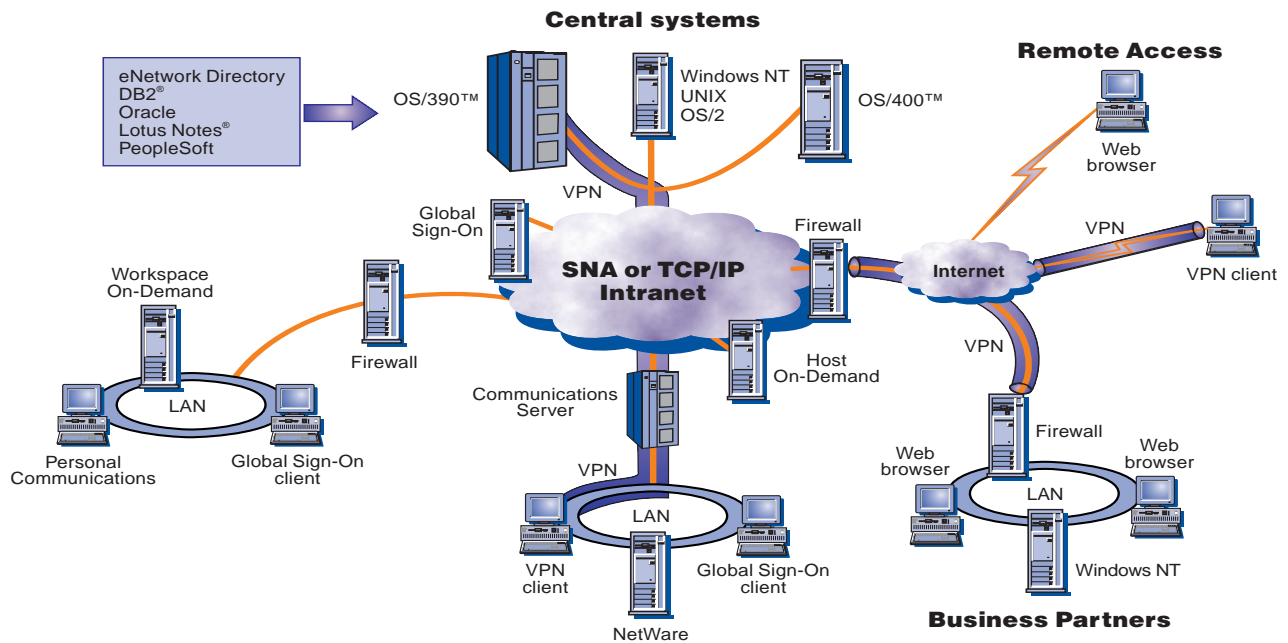 Central systems
Remote Access
eNetwork Directory
DB2®
Oracle
Lotus Notes®
PeopleSoft
OS/390™
Windows NT
UNIX
OS/2
OS/400™
Web
browser
VPN
Global
Sign-On
Firewall
VPN
VPN client
SNA or TCP/IP
Intranet
Internet
Workspace
On-Demand
Firewall
VPN
Host
On-Demand
Communications
Server
LAN
Personal
Communications
Global Sign-On
client
Firewall
Web
browser
Web
browser
VPN
LAN
LAN
VPN
client
Global Sign-On
client
Windows NT
NetWare
Business Partners